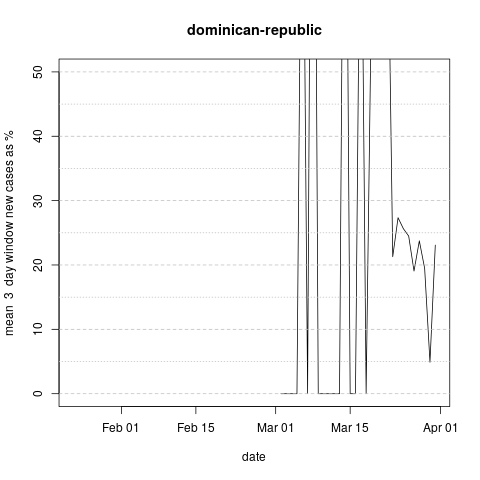 dominican-republic
mean 3 day window new cases as %
50
40
30
20
10
0
Feb 01 Feb 15 Mar 01 Mar 15 Apr 01
date